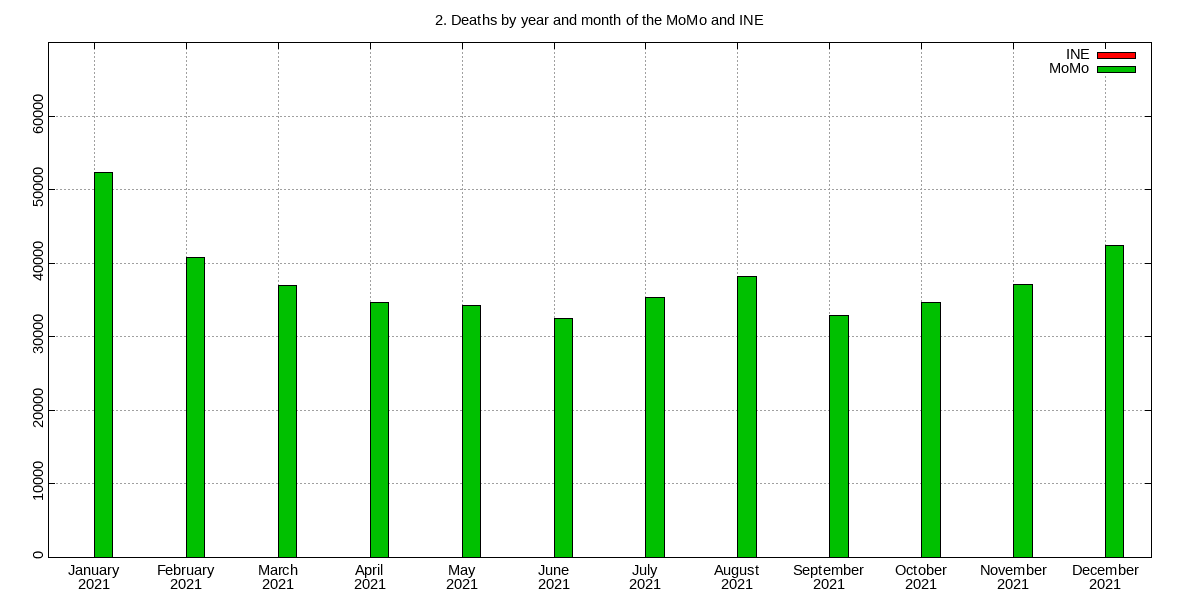 2. Deaths by year and month of the MoMo and INE
INE
MoMo
60000
50000
40000
30000
20000
10000
0
January February March April May June July August September October November December
2021 2021 2021 2021 2021 2021 2021 2021 2021 2021 2021 2021